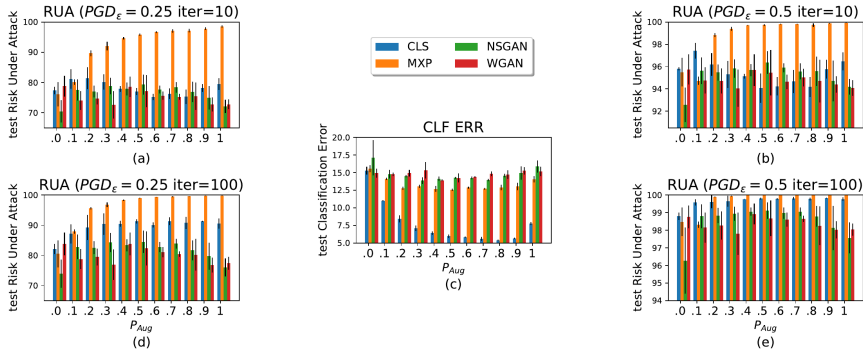 RUA (PGDε = 0.25 iter=10)
test Risk Under Attack
100
90
80
70
.0 .1 .2 .3 .4 .5 .6 .7 .8 .9 1
(a)
CLS
MXP
NSGAN
WGAN
RUA (PGDε = 0.5 iter=10)
test Risk Under Attack
100
98
96
94
92
.0 .1 .2 .3 .4 .5 .6 .7 .8 .9 1
(b)
CLF ERR
test Classification Error
20.0
17.5
15.0
12.5
10.0
7.5
5.0
.0 .1 .2 .3 .4 .5 .6 .7 .8 .9 1
PAug
(c)
RUA (PGDε = 0.25 iter=100)
test Risk Under Attack
100
90
80
70
.0 .1 .2 .3 .4 .5 .6 .7 .8 .9 1
PAug
(d)
RUA (PGDε = 0.5 iter=100)
test Risk Under Attack
100
99
98
97
96
95
94
.0 .1 .2 .3 .4 .5 .6 .7 .8 .9 1
PAug
(e)